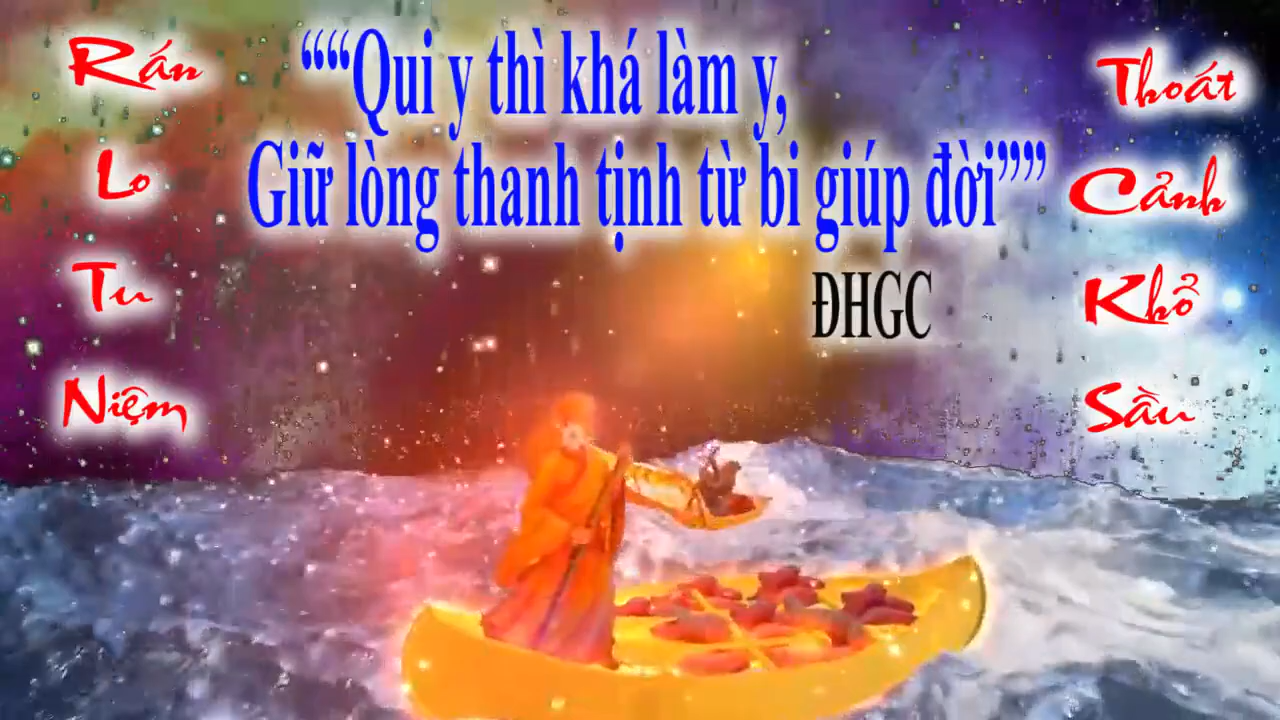 Rấn
Lo
Tu
Niệm
““Qui y thì khá làm y,
Giữ lòng thanh tịnh từ bi giúp đời””
ĐHGC
Thoát
Cảnh
Khổ
Sầu